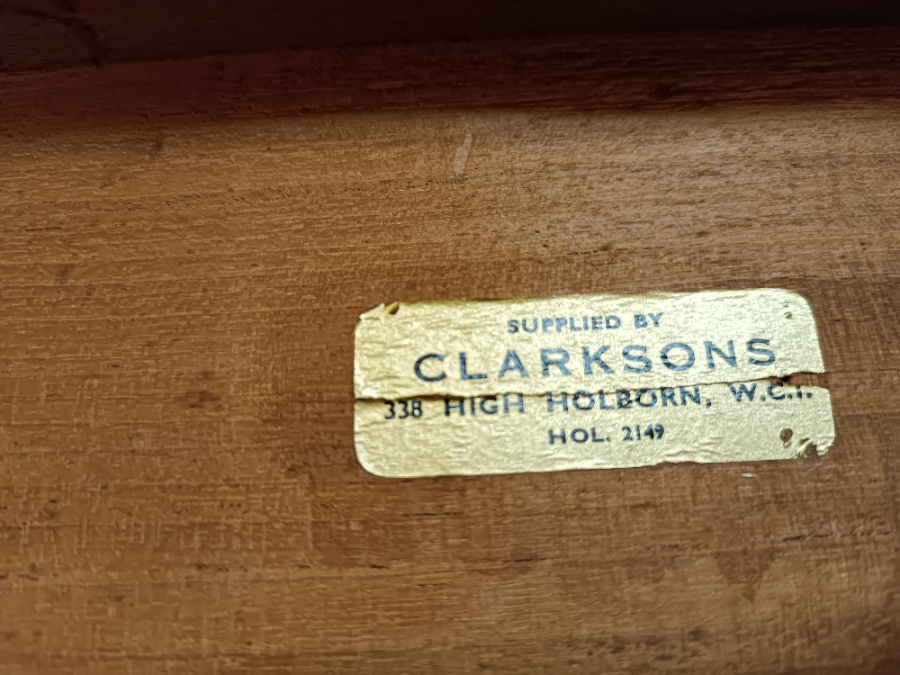 SUPPLIED BY
CLARKSONS
338 HIGH HOLBORN, W.C.1.
HOL. 2149